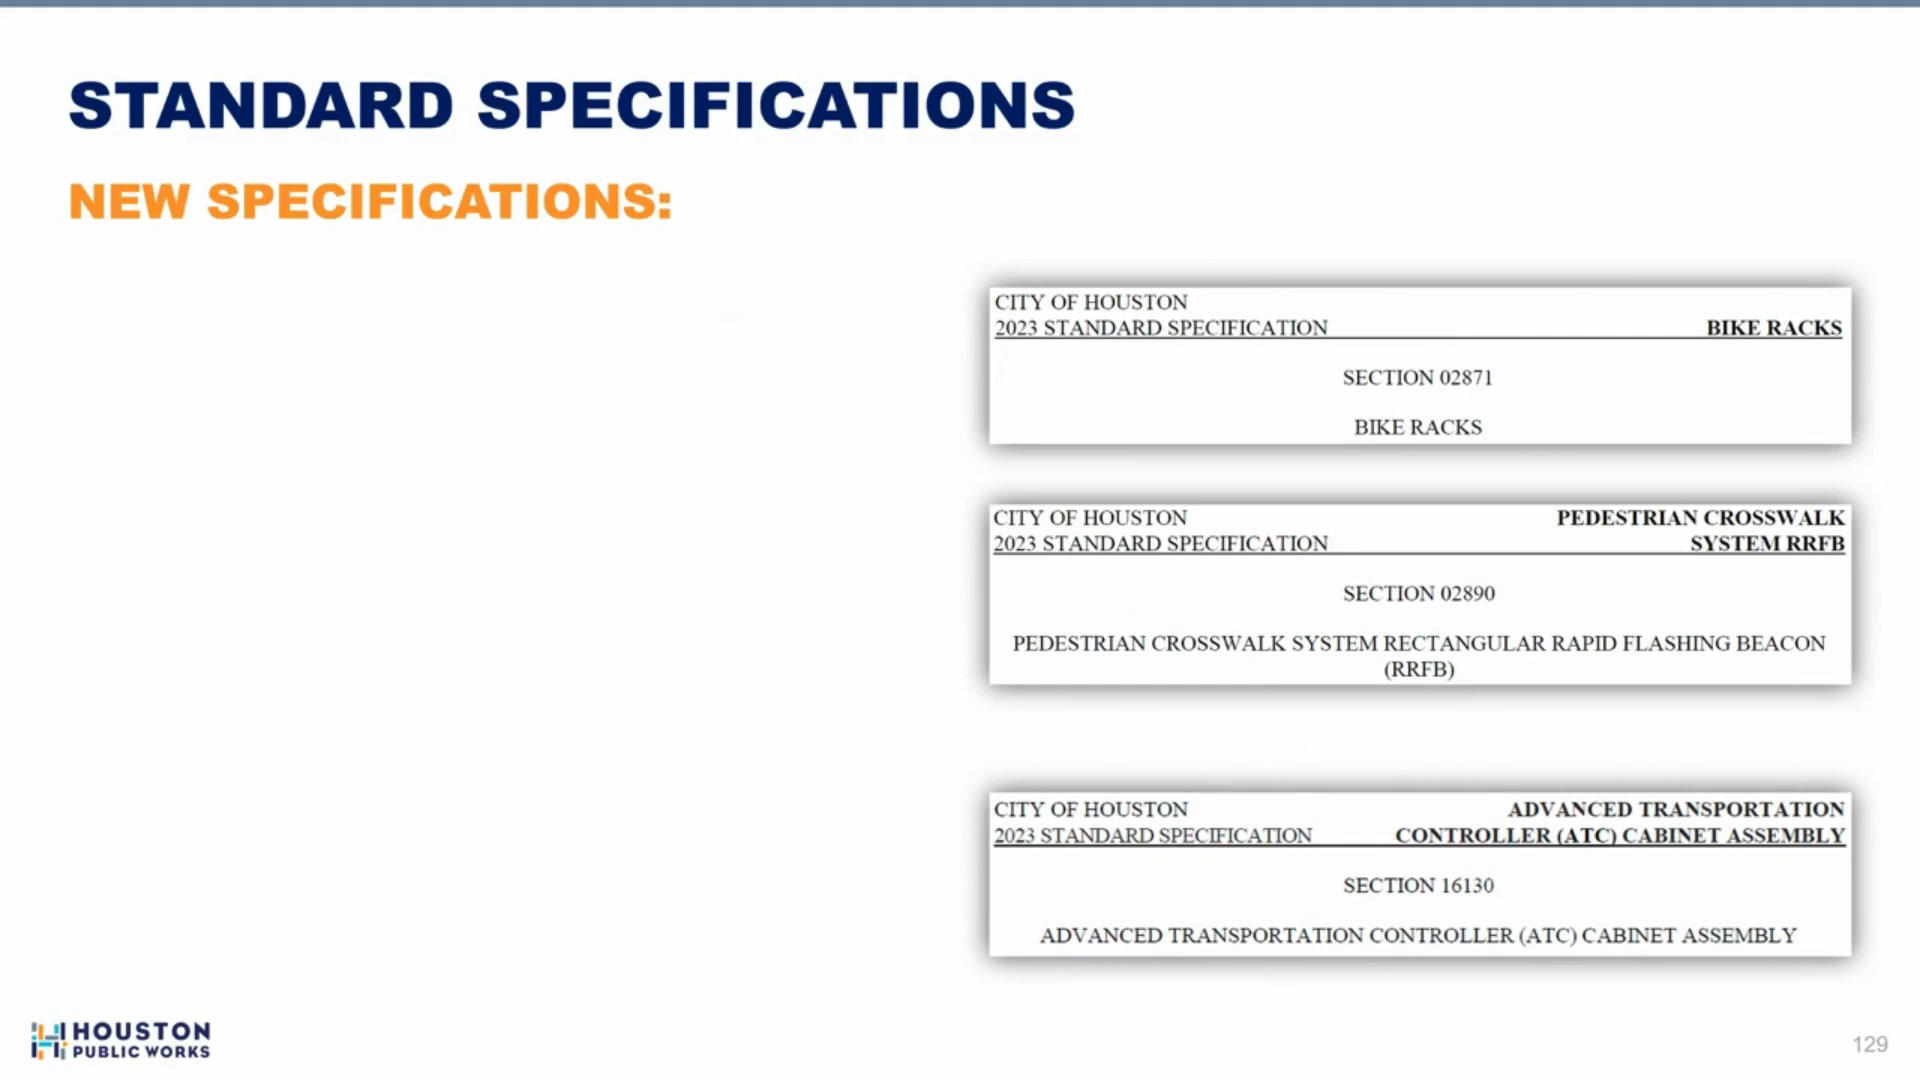 STANDARD SPECIFICATIONS
NEW SPECIFICATIONS:
CITY OF HOUSTON
2023 STANDARD SPECIFICATION BIKE RACKS
SECTION 02871
BIKE RACKS
CITY OF HOUSTON PEDESTRIAN CROSSWALK
2023 STANDARD SPECIFICATION SYSTEM RRFB
SECTION 02890
PEDESTRIAN CROSSWALK SYSTEM RECTANGULAR RAPID FLASHING BEACON
(RRFB)
CITY OF HOUSTON ADVANCED TRANSPORTATION
2023 STANDARD SPECIFICATION CONTROLLER (ATC) CABINET ASSEMBLY
SECTION 16130
ADVANCED TRANSPORTATION CONTROLLER (ATC) CABINET ASSEMBLY
HOUSTON
PUBLIC WORKS
129